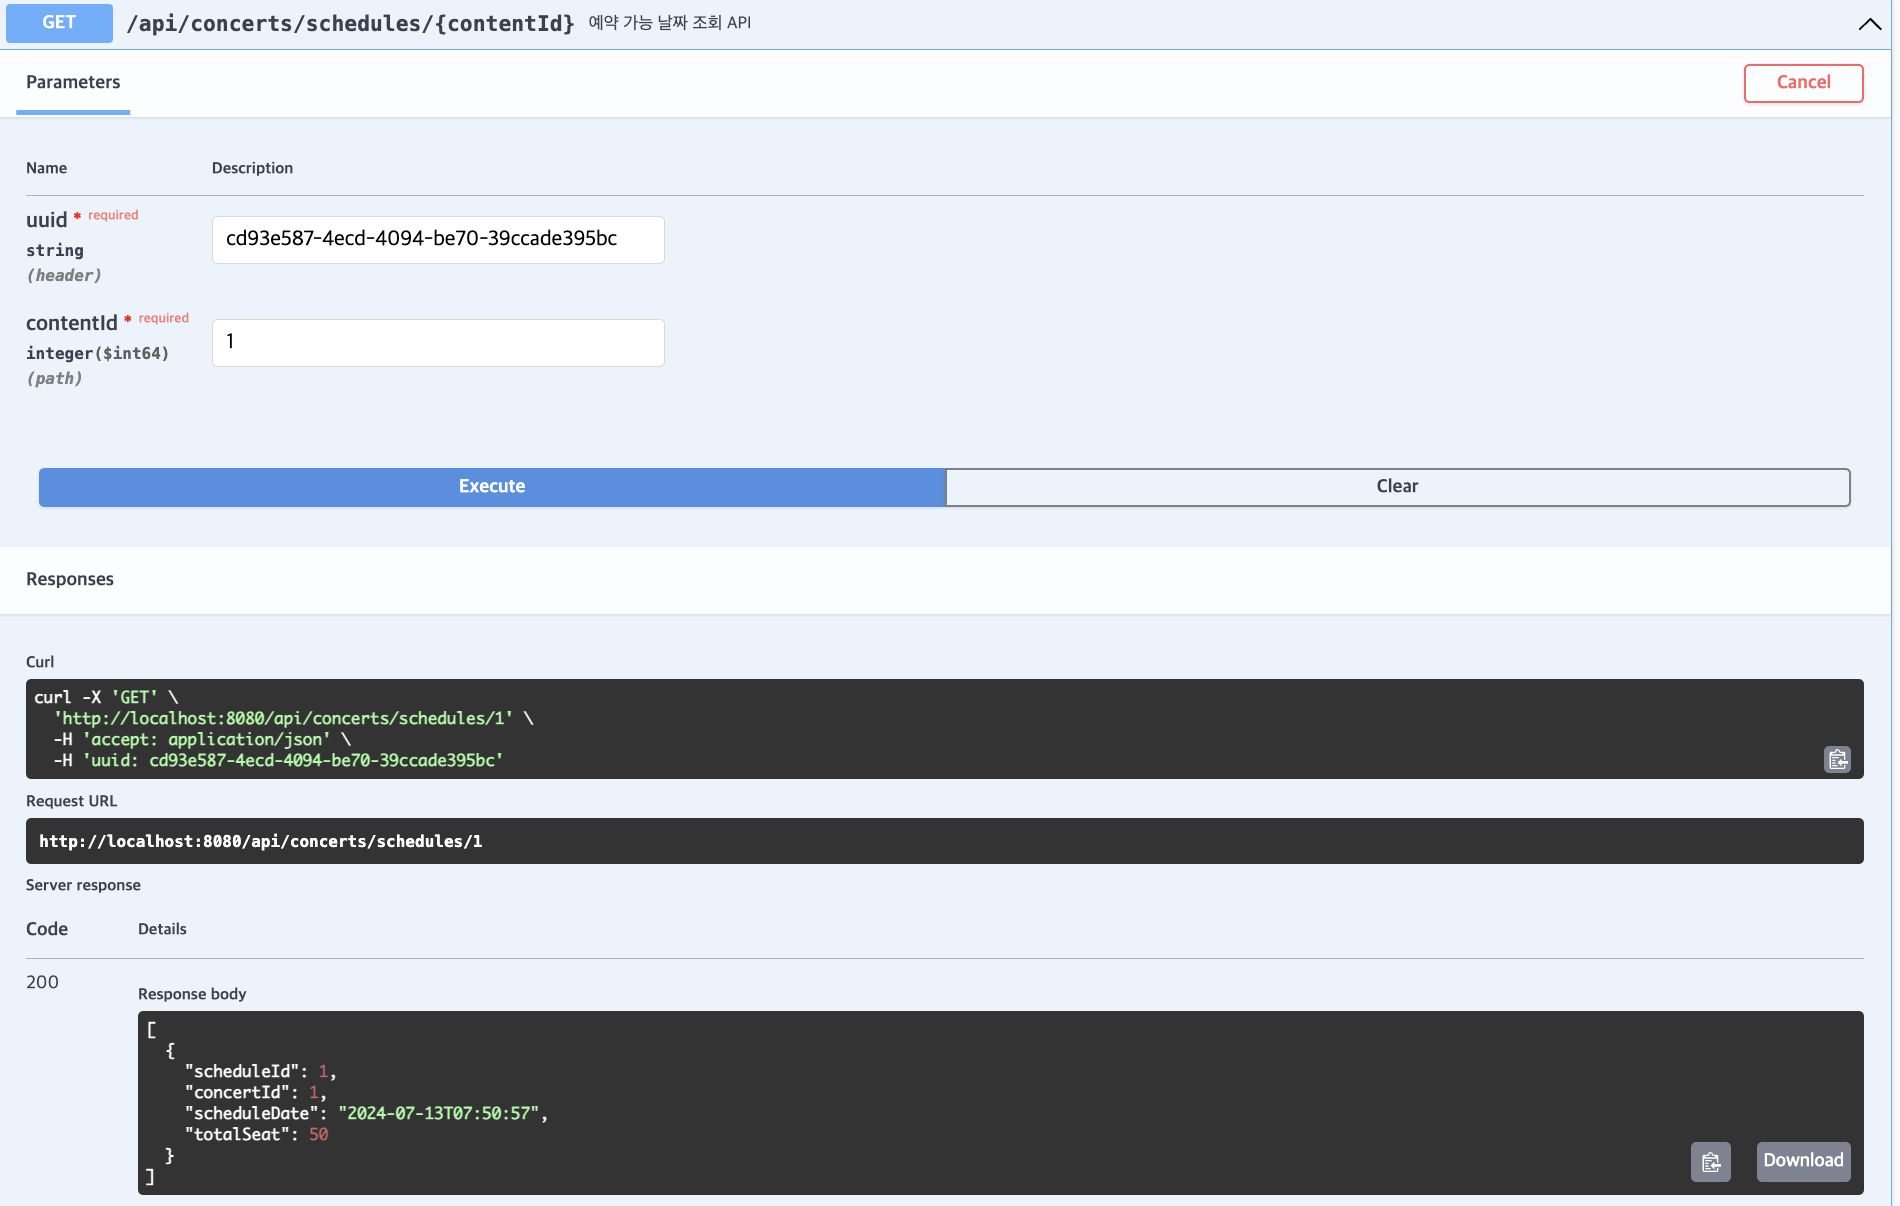 GET /api/concerts/schedules/{contentId} 예약 가능 날짜 조회 API
Parameters
Cancel
Name Description
uuid * required
string
(header)
cd93e587-4ecd-4094-be70-39ccade395bc
contentId * required
integer($int64)
(path)
1
Execute
Clear
Responses
Curl
curl -X 'GET' \
  'http://localhost:8080/api/concerts/schedules/1' \
  -H 'accept: application/json' \
  -H 'uuid: cd93e587-4ecd-4094-be70-39ccade395bc'
Request URL
http://localhost:8080/api/concerts/schedules/1
Server response
Code Details
200
Response body
[
  {
    "scheduleId": 1,
    "concertId": 1,
    "scheduleDate": "2024-07-13T07:50:57",
    "totalSeat": 50
  }
]
Download